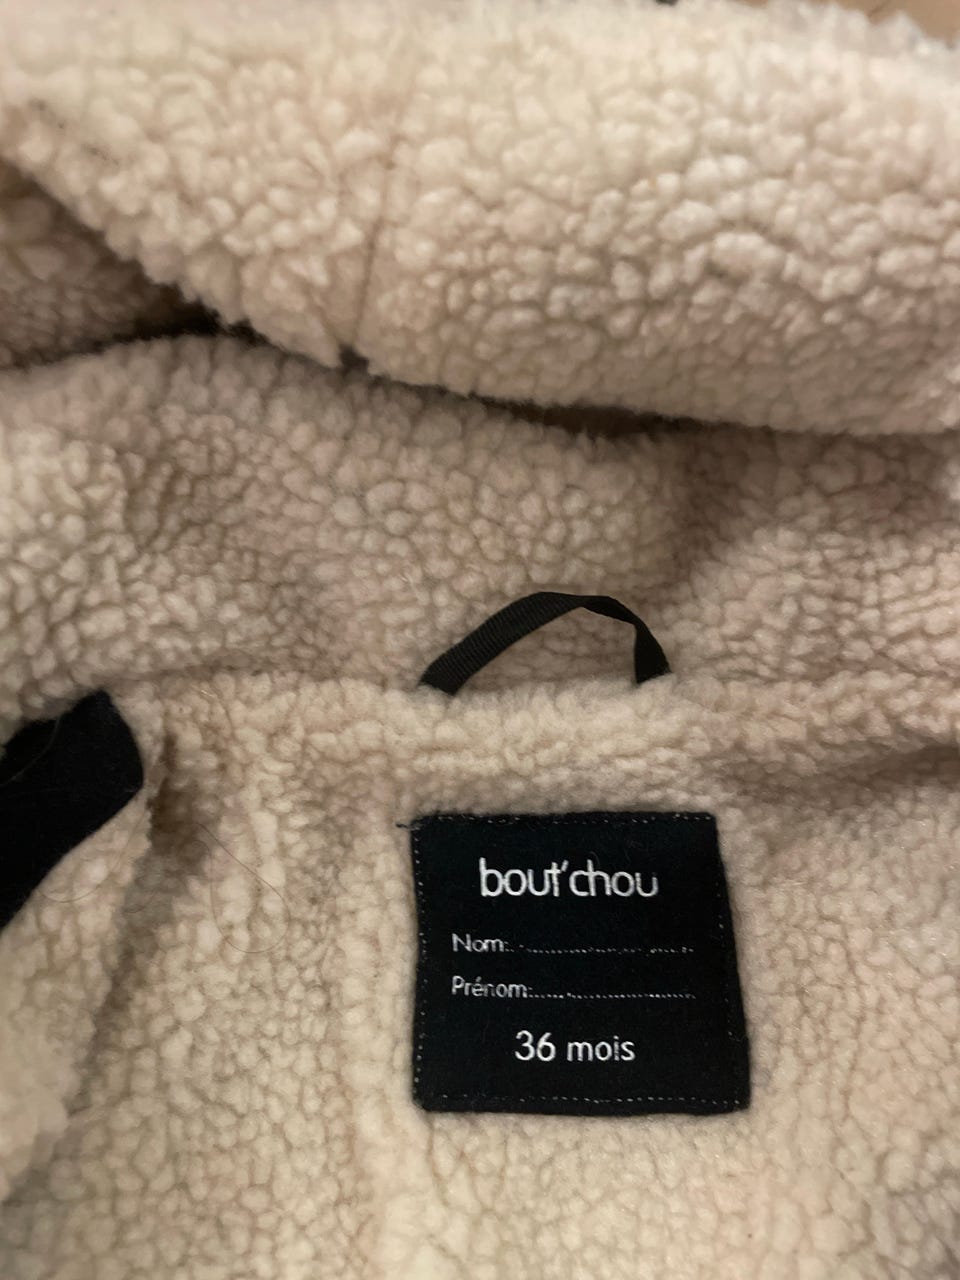 bout'chou
Nom:..............................
Prénom:..............................
36 mois